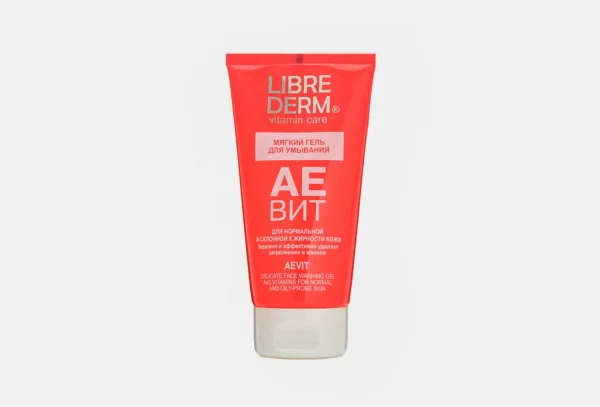 LIBRE
DERM®
vitamin care
МЯГКИЙ ГЕЛЬ
ДЛЯ УМЫВАНИЯ
АЕ
ВИТ
ДЛЯ НОРМАЛЬНОЙ
И СКЛОННОЙ К ЖИРНОСТИ КОЖИ
Бережно и эффективно удаляет
загрязнения и макияж
AEVIT
DELICATE FACE WASHING GEL
A&E VITAMINS FOR NORMAL
AND OILY-PRONE SKIN